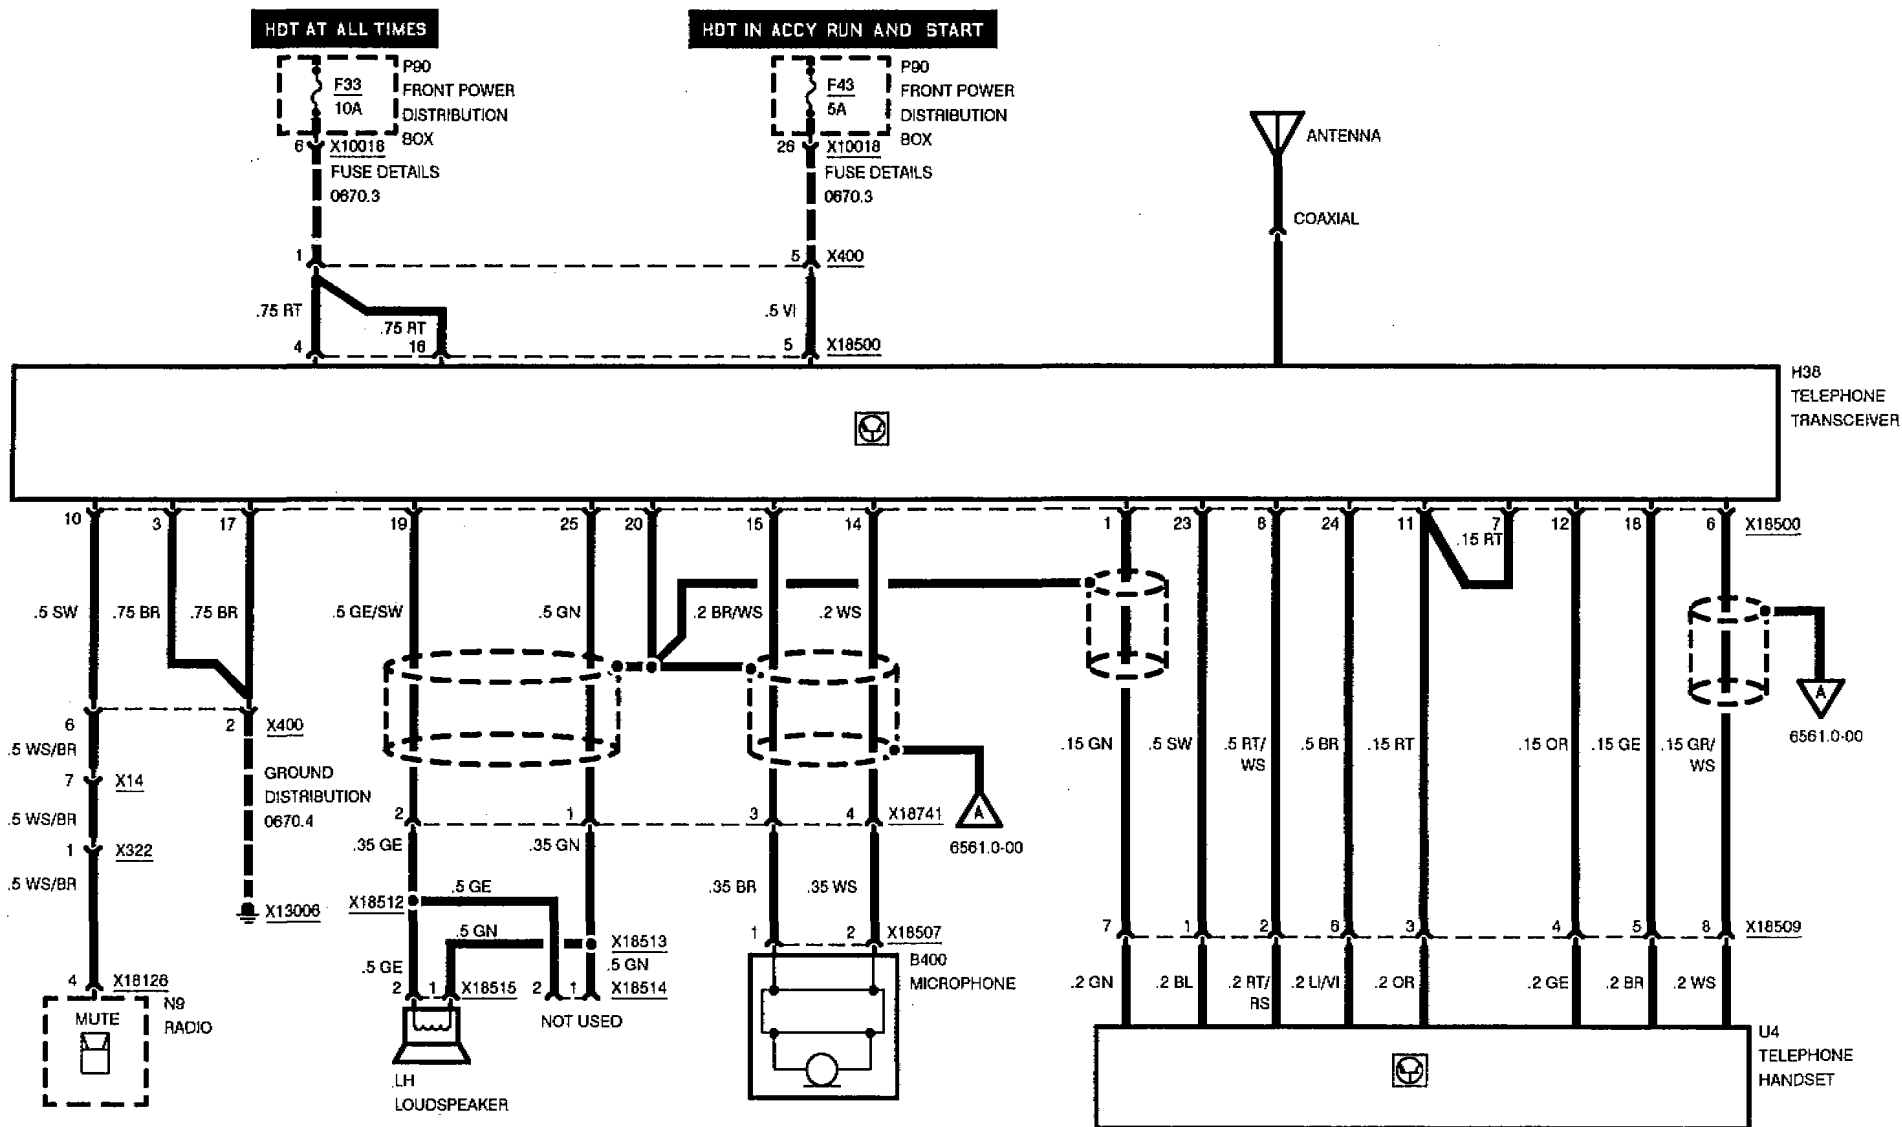 HOT AT ALL TIMES
HOT IN ACCY RUN AND START
F33
10A
P90
FRONT POWER
DISTRIBUTION
BOX
F43
5A
P90
FRONT POWER
DISTRIBUTION
BOX
6
X10018
FUSE DETAILS
0670.3
26
X10018
FUSE DETAILS
0670.3
ANTENNA
COAXIAL
1
5
X400
.75 RT
.75 RT
.5 VI
4
16
5
X18500
H38
TELEPHONE
TRANSCEIVER
10
3
17
19
25
20
15
14
1
23
8
24
11
7
12
18
6
X18500
.15 RT
.5 SW
.75 BR
.75 BR
.5 GE/SW
.5 GN
.2 BR/WS
.2 WS
6
2
X400
.5 WS/BR
.15 GN
.5 SW
.5 RT/
WS
.5 BR
.15 RT
.15 OR
.15 GE
.15 GR/
WS
A
6561.0-00
7
X14
GROUND
DISTRIBUTION
0670.4
.5 WS/BR
2
1
3
4
X18741
A
6561.0-00
1
X322
.35 GE
.35 GN
.5 WS/BR
.5 GE
.35 BR
.35 WS
X18512
X13006
.5 GN
X18513
1
2
X18507
7
1
2
6
3
4
5
8
X18509
.5 GE
.5 GN
B400
MICROPHONE
4
X18126
2
1
X18515
2
1
X18514
NOT USED
.2 GN
.2 BL
.2 RT/
RS
.2 LI/VI
.2 OR
.2 GE
.2 BR
.2 WS
N9
RADIO
MUTE
LH
LOUDSPEAKER
U4
TELEPHONE
HANDSET